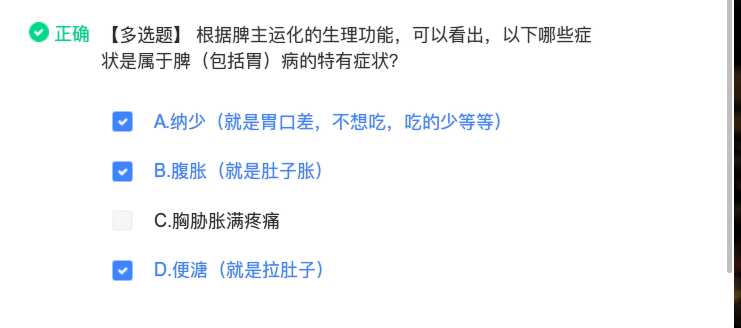 正确 【多选题】 根据脾主运化的生理功能，可以看出，以下哪些症
状是属于脾（包括胃）病的特有症状？
A.纳少（就是胃口差，不想吃，吃的少等等）
B.腹胀（就是肚子胀）
C.胸胁胀满疼痛
D.便溏（就是拉肚子）